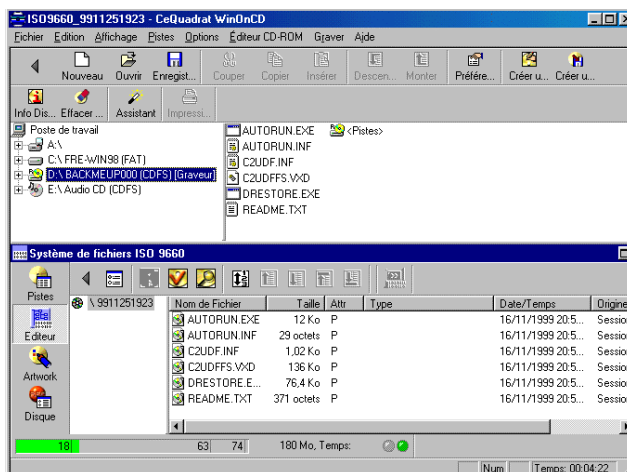 ISO9660_9911251923 - CeQuadrat WinOnCD
Fichier Edition Affichage Pistes Options Éditeur CD-ROM Graver Aide
Nouveau Ouvrir Enregist... Couper Copier Insérer Descen... Monter Préfére... Créer u... Créer u...
Info Dis... Effacer ... Assistant Impressi...
Poste de travail
A:\
C:\ FRE-WIN98 (FAT)
D:\ BACKMEUP000 (CDFS) [Graveur]
E:\ Audio CD (CDFS)
AUTORUN.EXE <Pistes>
AUTORUN.INF
C2UDF.INF
C2UDFFS.VXD
DRESTORE.EXE
README.TXT
Système de fichiers ISO 9660
Pistes
Editeur
Artwork
Disque
\ 9911251923
Nom de Fichier Taille Attr Type Date/Temps Origine
AUTORUN.EXE 12 Ko P 16/11/1999 20:5... Session
AUTORUN.INF 29 octets P 16/11/1999 20:5... Session
C2UDF.INF 1,02 Ko P 16/11/1999 20:5... Session
C2UDFFS.VXD 136 Ko P 16/11/1999 20:5... Session
DRESTORE.E... 76,4 Ko P 16/11/1999 20:5... Session
README.TXT 371 octets P 16/11/1999 20:5... Session
18 63 74 180 Mo, Temps:
Num Temps: 00:04:22